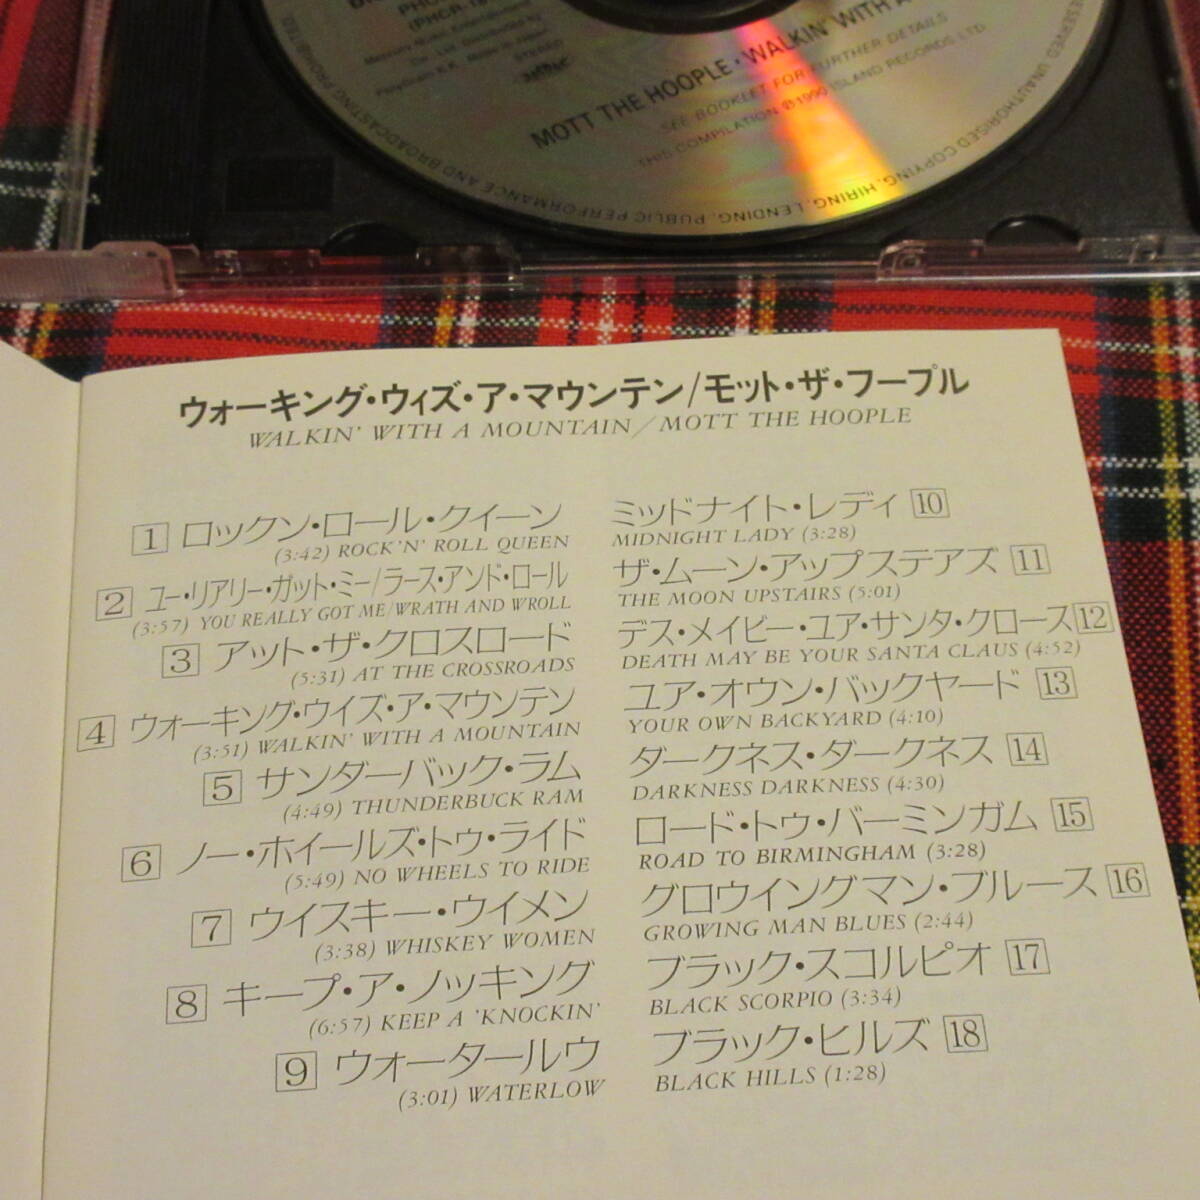 MOTT THE HOOPLE · WALKIN' WITH A
SEE BOOKLET FOR FURTHER DETAILS
THIS COMPILATION ℗©1990 ISLAND RECORDS LTD.
RESERVED UNAUTHORISED COPYING, HIRING, LENDING, PUBLIC PERFORMANCE AND BROADCASTING PROHIBITED
STEREO
ウォーキング・ウィズ・ア・マウンテン/モット・ザ・フープル
WALKIN' WITH A MOUNTAIN/MOTT THE HOOPLE
1 ロックン・ロール・クイーン
(3:42) ROCK'N' ROLL QUEEN
2 ユー・リアリー・ガット・ミー/ラース・アンド・ロール
(3:57) YOU REALLY GOT ME/WRATH AND WROLL
3 アット・ザ・クロスロード
(5:31) AT THE CROSSROADS
4 ウォーキング・ウイズ・ア・マウンテン
(3:51) WALKIN' WITH A MOUNTAIN
5 サンダーバック・ラム
(4:49) THUNDERBUCK RAM
6 ノー・ホイールズ・トゥ・ライド
(5:49) NO WHEELS TO RIDE
7 ウイスキー・ウイメン
(3:38) WHISKEY WOMEN
8 キープ・ア・ノッキング
(6:57) KEEP A 'KNOCKIN'
9 ウォータールウ
(3:01) WATERLOW
ミッドナイト・レディ 10
MIDNIGHT LADY (3:28)
ザ・ムーン・アップステアズ 11
THE MOON UPSTAIRS (5:01)
デス・メイビー・ユア・サンタ・クロース 12
DEATH MAY BE YOUR SANTA CLAUS (4:52)
ユア・オウン・バックヤード 13
YOUR OWN BACKYARD (4:10)
ダークネス・ダークネス 14
DARKNESS DARKNESS (4:30)
ロード・トゥ・バーミンガム 15
ROAD TO BIRMINGHAM (3:28)
グロウイングマン・ブルース 16
GROWING MAN BLUES (2:44)
ブラック・スコルピオ 17
BLACK SCORPIO (3:34)
ブラック・ヒルズ 18
BLACK HILLS (1:28)